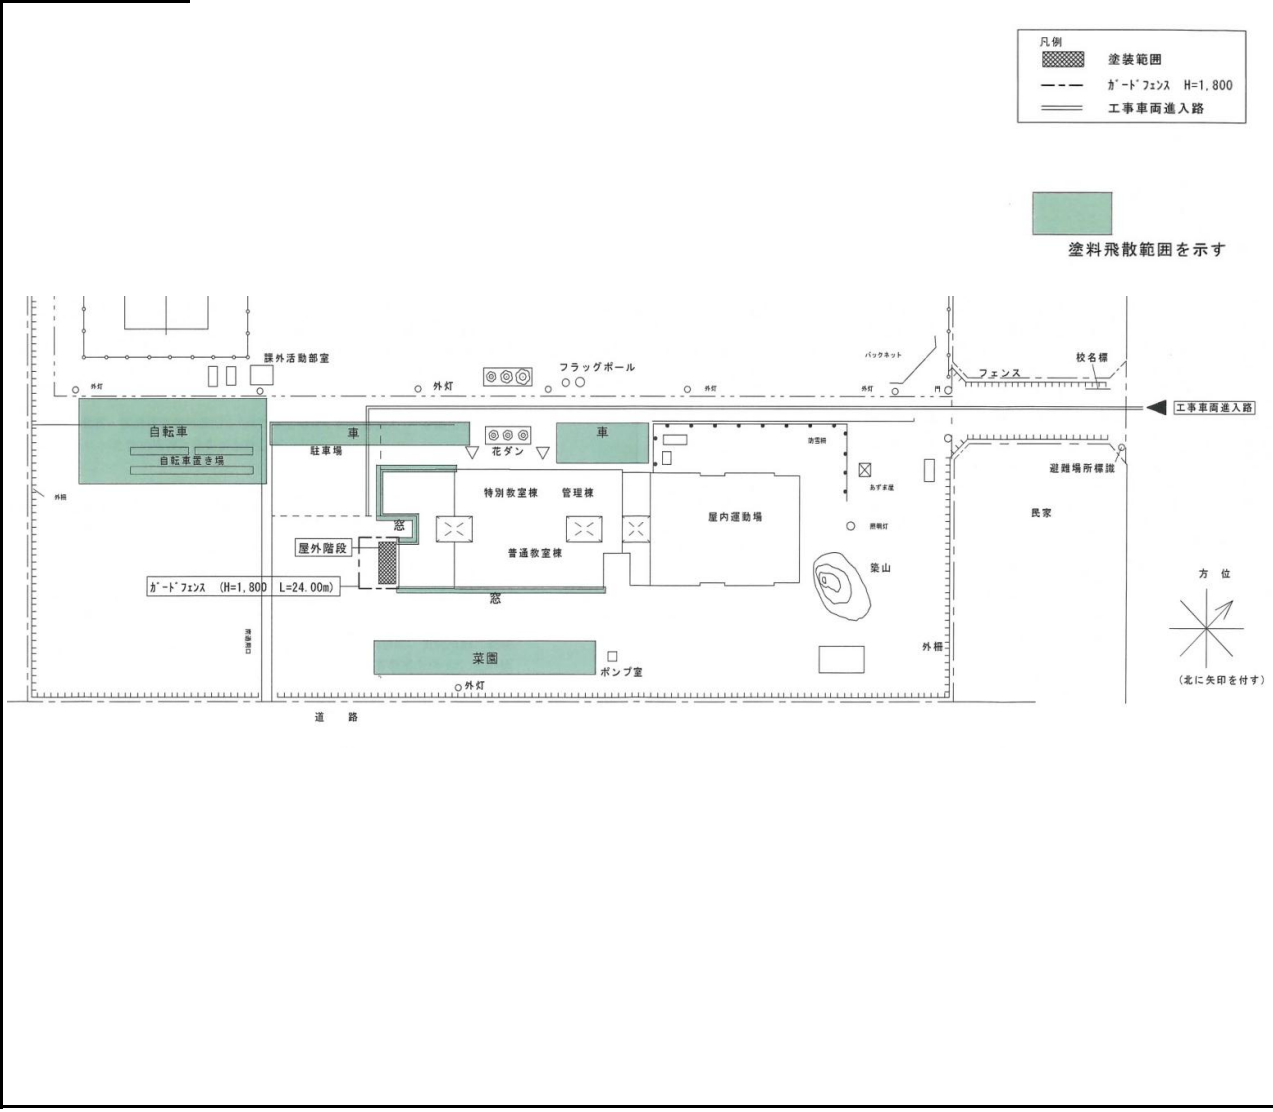 凡例
塗装範囲
ｶﾞｰﾄﾞﾌｪﾝｽ H=1,800
工事車両進入路
塗料飛散範囲を示す
課外活動部室
外灯
外灯
フラッグポール
外灯
バックネット
外灯
門
フェンス
校名標
工事車両進入路
自転車
自転車置き場
車
駐車場
花ダン
車
防雪柵
あずま屋
避難場所標識
外柵
特別教室棟
管理棟
屋内運動場
照明灯
民家
窓
屋外階段
普通教室棟
築山
ｶﾞｰﾄﾞﾌｪﾝｽ (H=1,800 L=24.00m)
窓
方位
外柵
菜園
ポンプ室
外灯
(北に矢印を付す)
道路